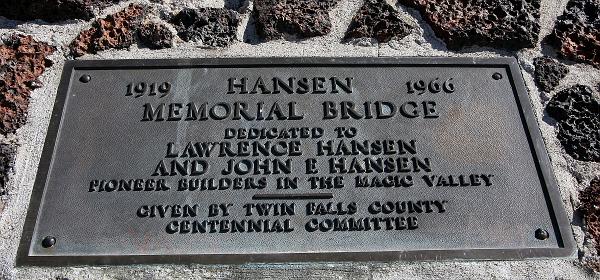 1919 HANSEN 1966
MEMORIAL BRIDGE
DEDICATED TO
LAWRENCE HANSEN
AND JOHN F HANSEN
PIONEER BUILDERS IN THE MAGIC VALLEY
GIVEN BY TWIN FALLS COUNTY
CENTENNIAL COMMITTEE